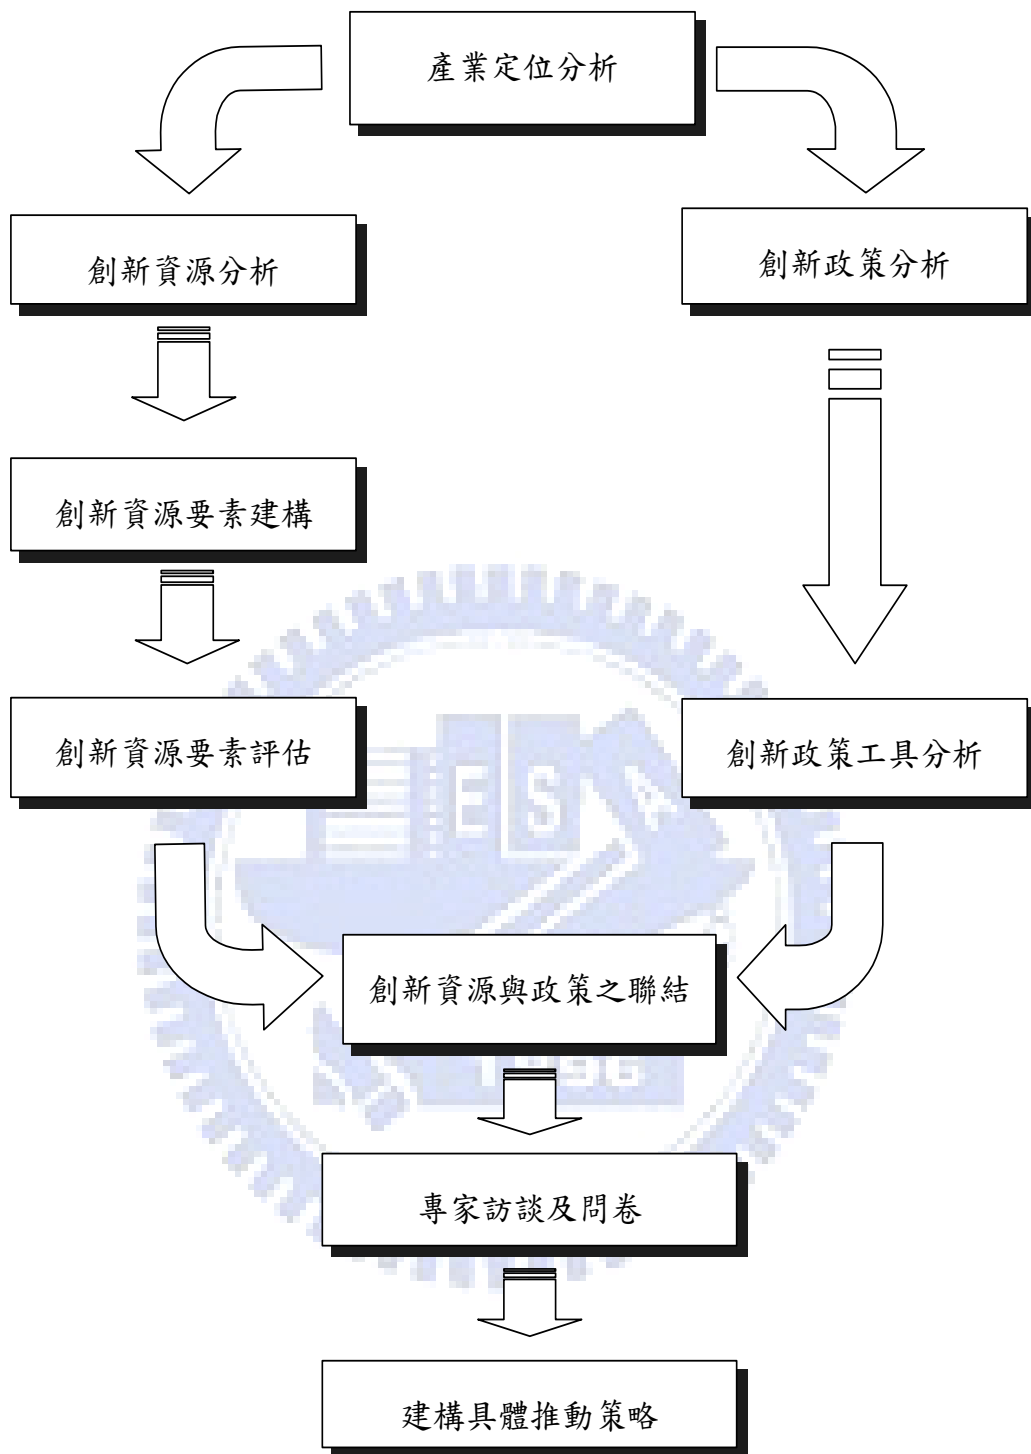 產業定位分析
創新資源分析
創新政策分析
創新資源要素建構
創新資源要素評估
創新政策工具分析
ESA
創新資源與政策之聯結
1896
專家訪談及問卷
建構具體推動策略